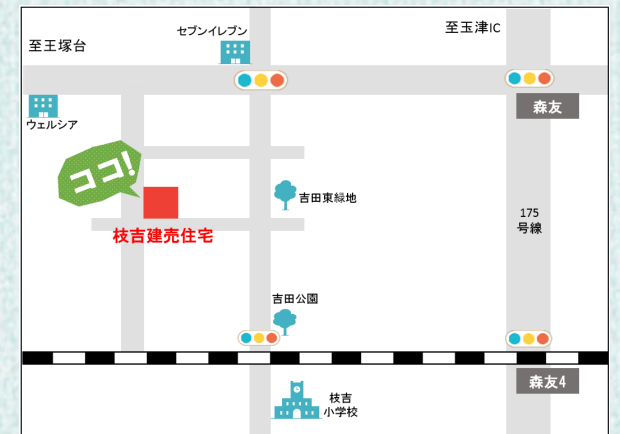 至王塚台
セブンイレブン
至玉津IC
森友
ウェルシア
ココ!
吉田東緑地
枝吉建売住宅
175
号線
吉田公園
森友4
枝吉
小学校